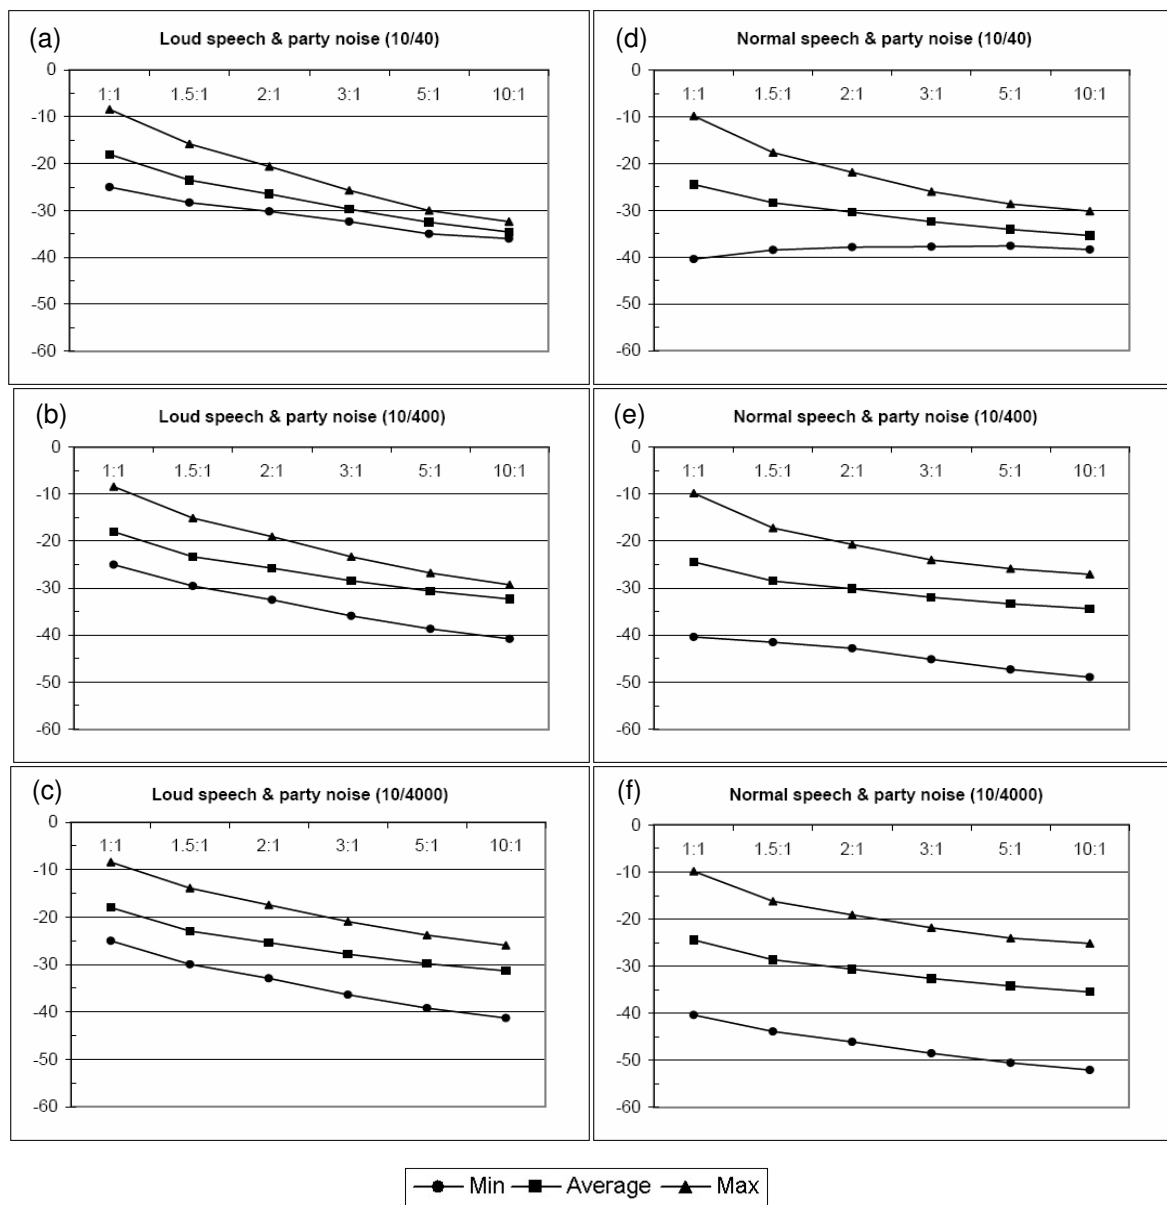 (a)
Loud speech & party noise (10/40)
0
1:1 1.5:1 2:1 3:1 5:1 10:1
-10
-20
-30
-40
-50
-60
(d)
Normal speech & party noise (10/40)
0
1:1 1.5:1 2:1 3:1 5:1 10:1
-10
-20
-30
-40
-50
-60
(b)
Loud speech & party noise (10/400)
0
1:1 1.5:1 2:1 3:1 5:1 10:1
-10
-20
-30
-40
-50
-60
(e)
Normal speech & party noise (10/400)
0
1:1 1.5:1 2:1 3:1 5:1 10:1
-10
-20
-30
-40
-50
-60
(c)
Loud speech & party noise (10/4000)
0
1:1 1.5:1 2:1 3:1 5:1 10:1
-10
-20
-30
-40
-50
-60
(f)
Normal speech & party noise (10/4000)
0
1:1 1.5:1 2:1 3:1 5:1 10:1
-10
-20
-30
-40
-50
-60
Min Average Max